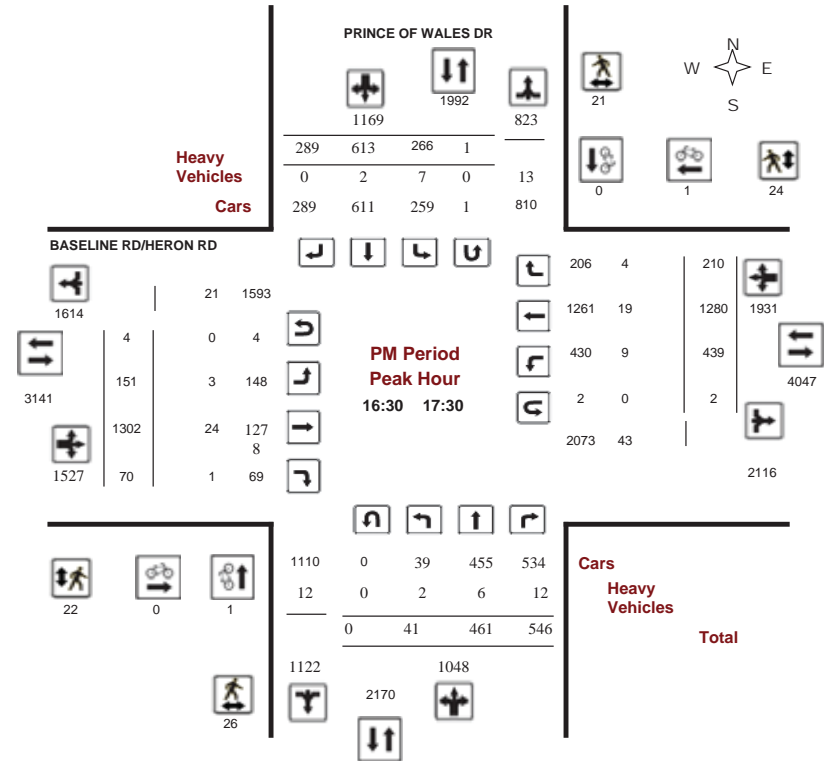 PRINCE OF WALES DR
N
W E
S
1992
21
1169 823
289 613 266 1
Heavy
Vehicles
0 2 7 0 13
Cars 289 611 259 1 810
0 1 24
BASELINE RD/HERON RD
1614
21 1593
206 4 210
4 0 4
1261 19 1280 1931
3141
151 3 148
PM Period
Peak Hour
16:30 17:30
430 9 439
4047
2 0 2
1302 24 127
8
2073 43
1527 70 1 69
2116
1110 0 39 455 534 Cars
12 0 2 6 12 Heavy
Vehicles
22 0 1
0 41 461 546 Total
1122 1048
2170
26